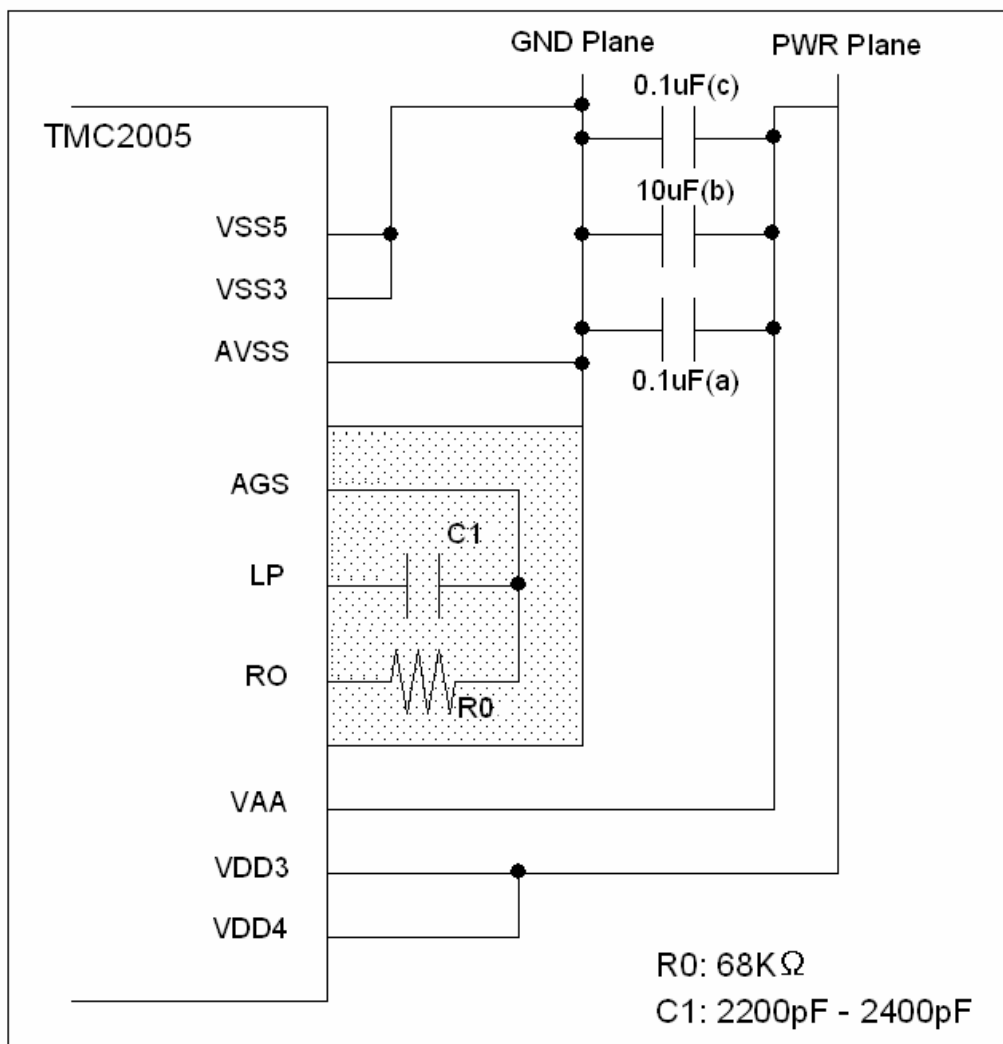 GND Plane
PWR Plane
0.1uF(c)
TMC2005
10uF(b)
VSS5
VSS3
AVSS
0.1uF(a)
AGS
C1
LP
RO
R0
VAA
VDD3
VDD4
R0: 68KΩ
C1: 2200pF - 2400pF